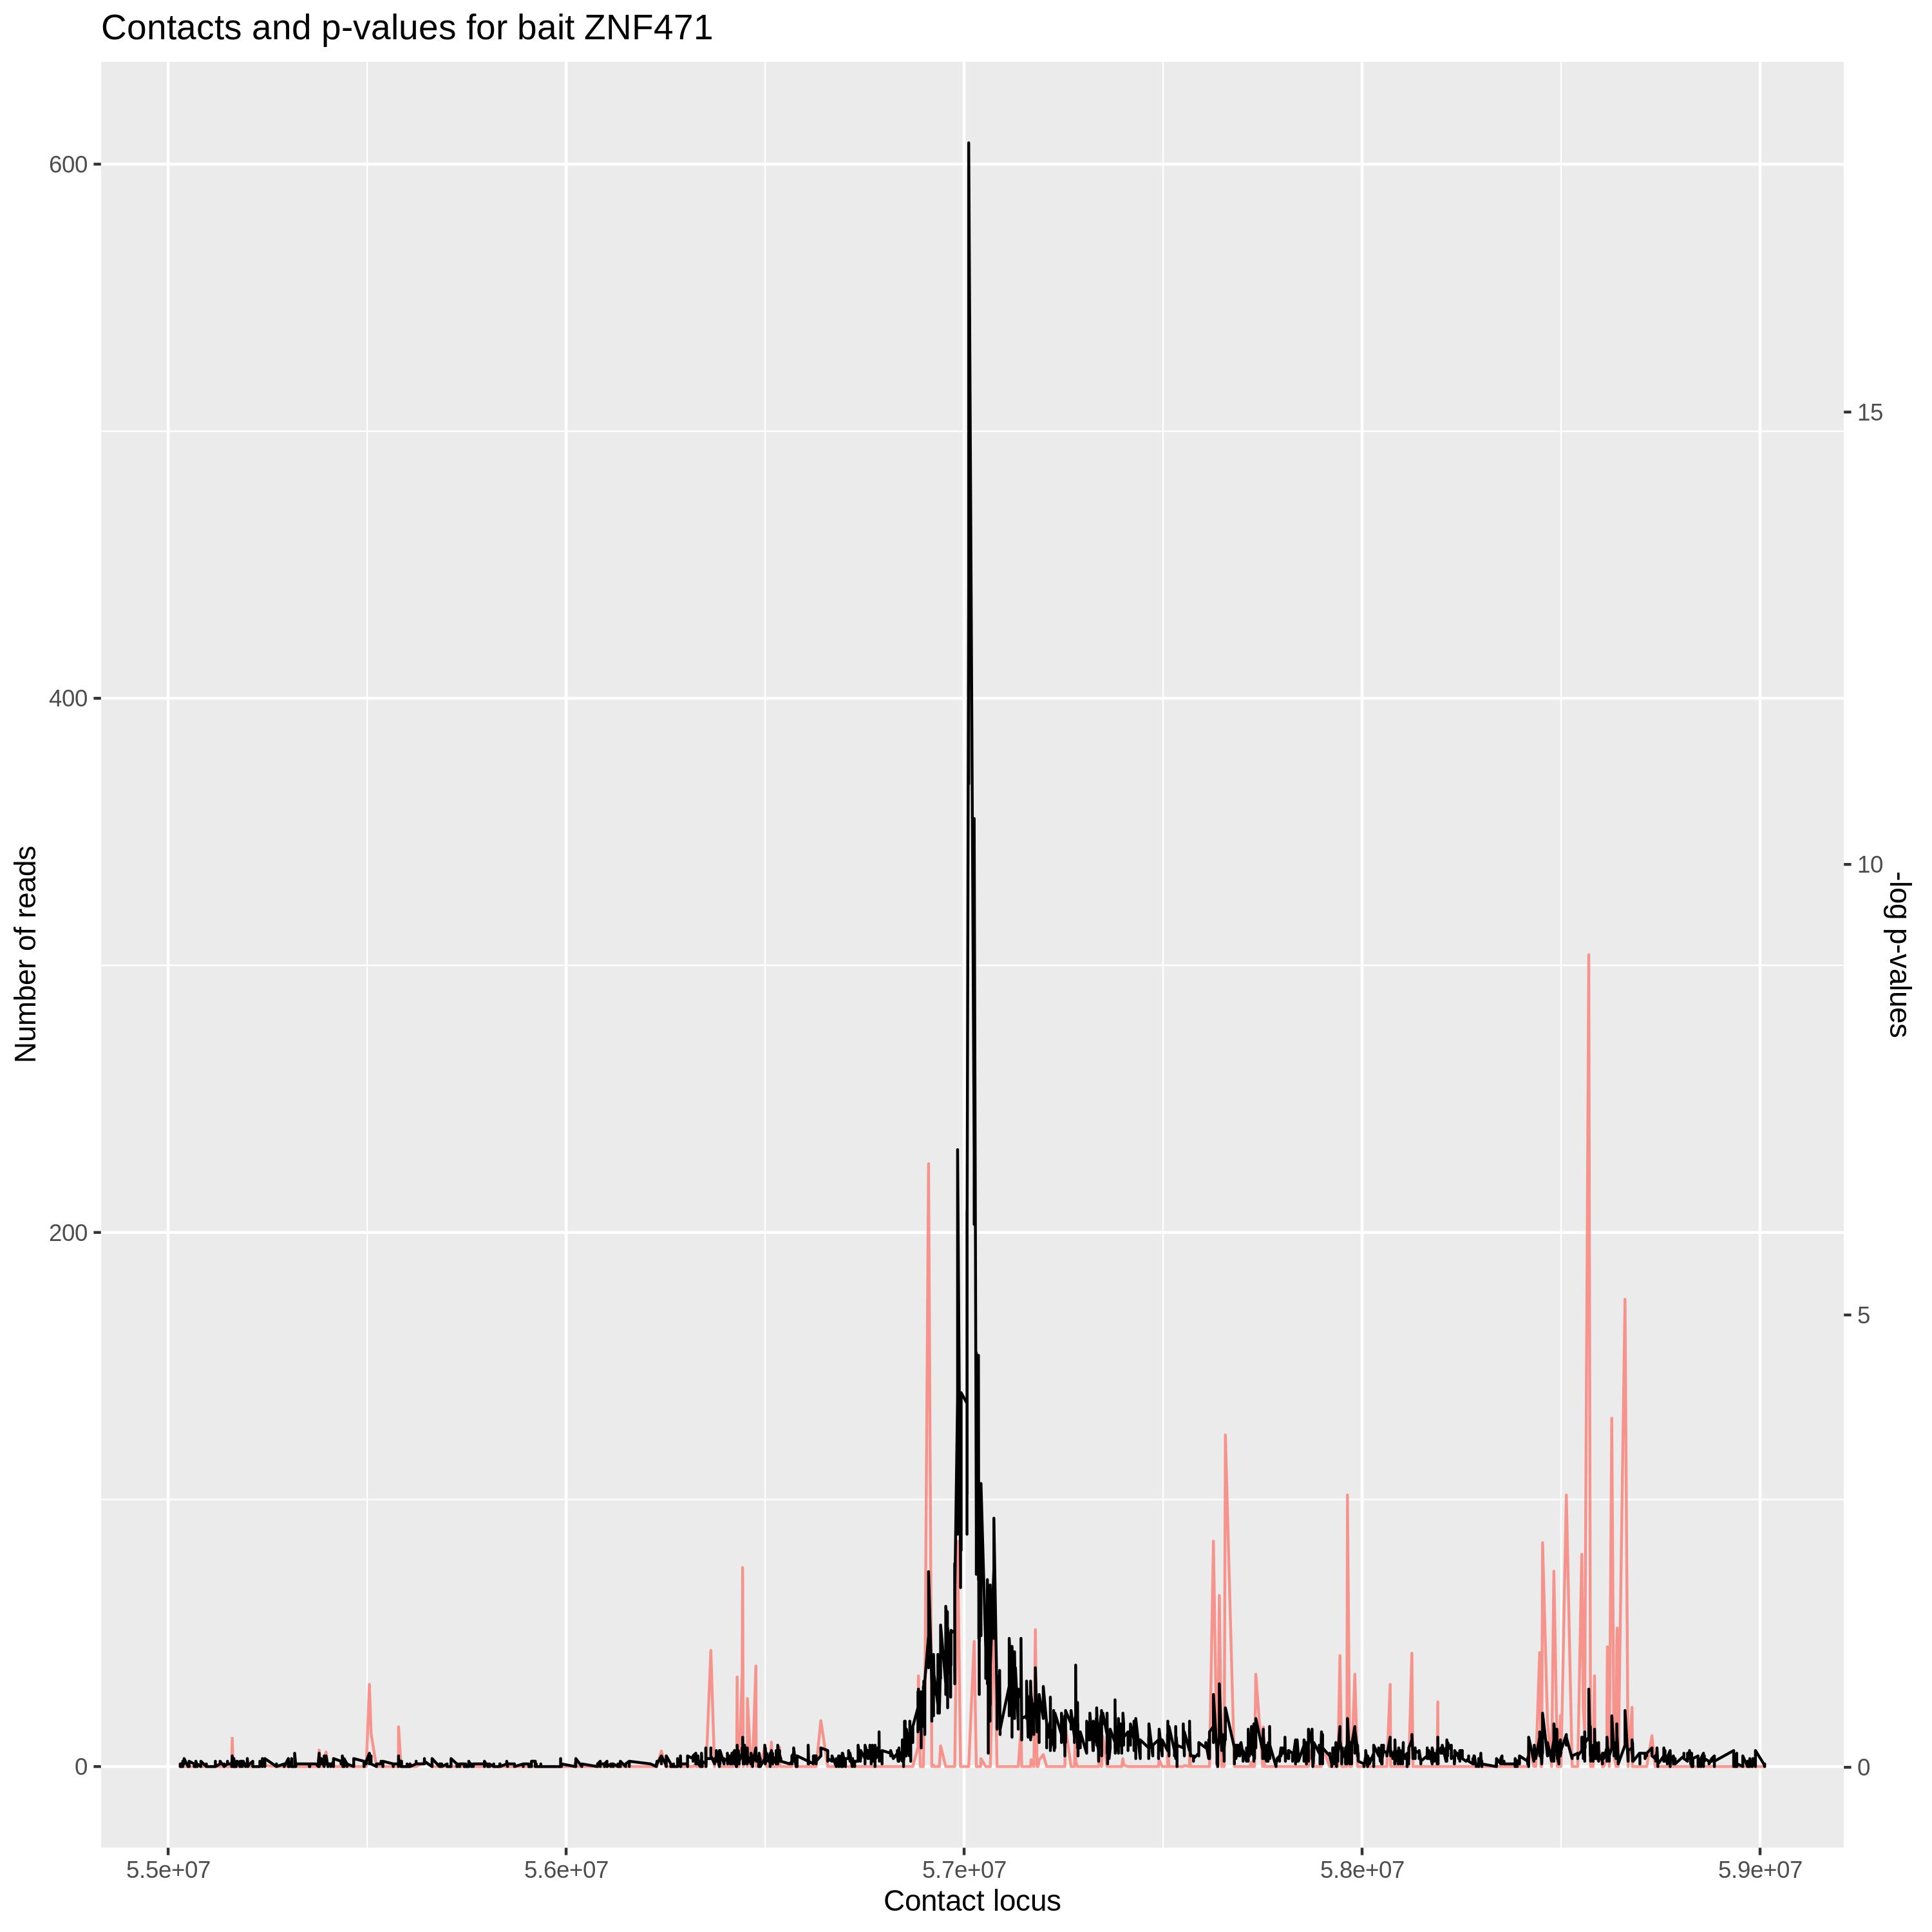 Contacts and p-values for bait ZNF471
600
400
200
0
Number of reads
15
10
5
0
-log p-values
5.5e+07 5.6e+07 5.7e+07 5.8e+07 5.9e+07
Contact locus